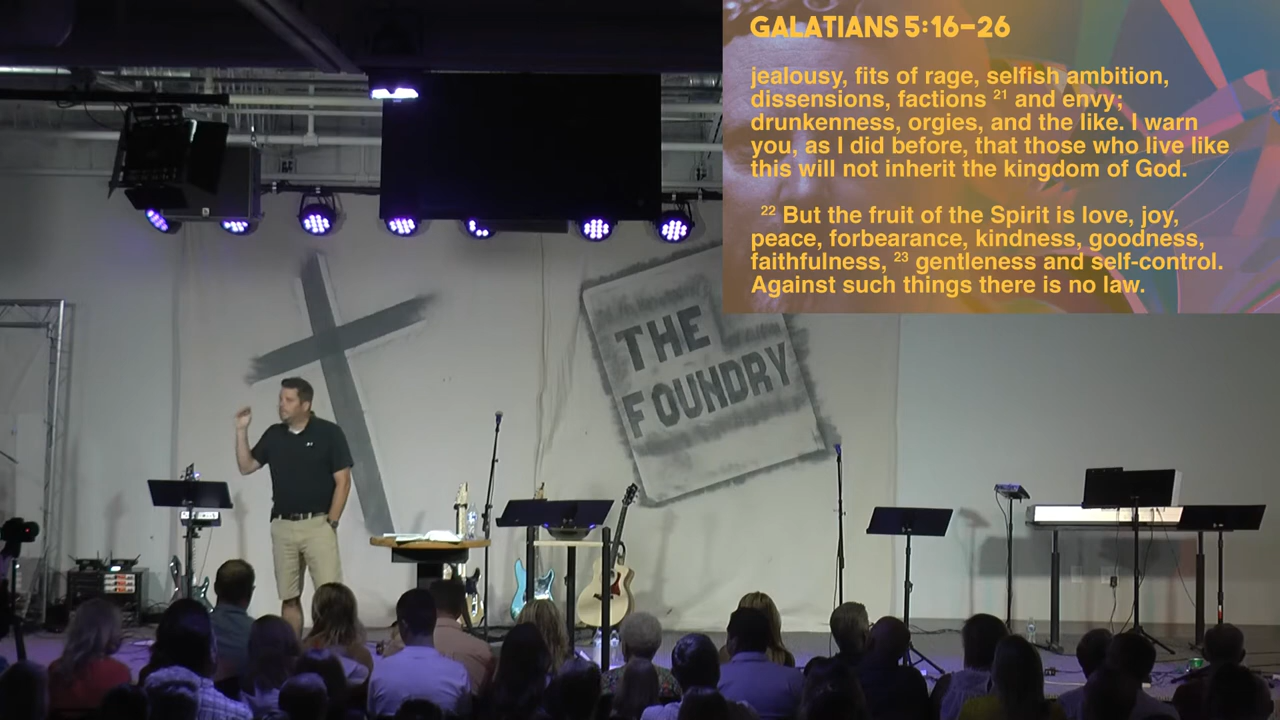 GALATIANS 5:16–26
jealousy, fits of rage, selfish ambition,
dissensions, factions 21 and envy;
drunkenness, orgies, and the like. I warn
you, as I did before, that those who live like
this will not inherit the kingdom of God.
22 But the fruit of the Spirit is love, joy,
peace, forbearance, kindness, goodness,
faithfulness, 23 gentleness and self-control.
Against such things there is no law.
THE
FOUNDRY